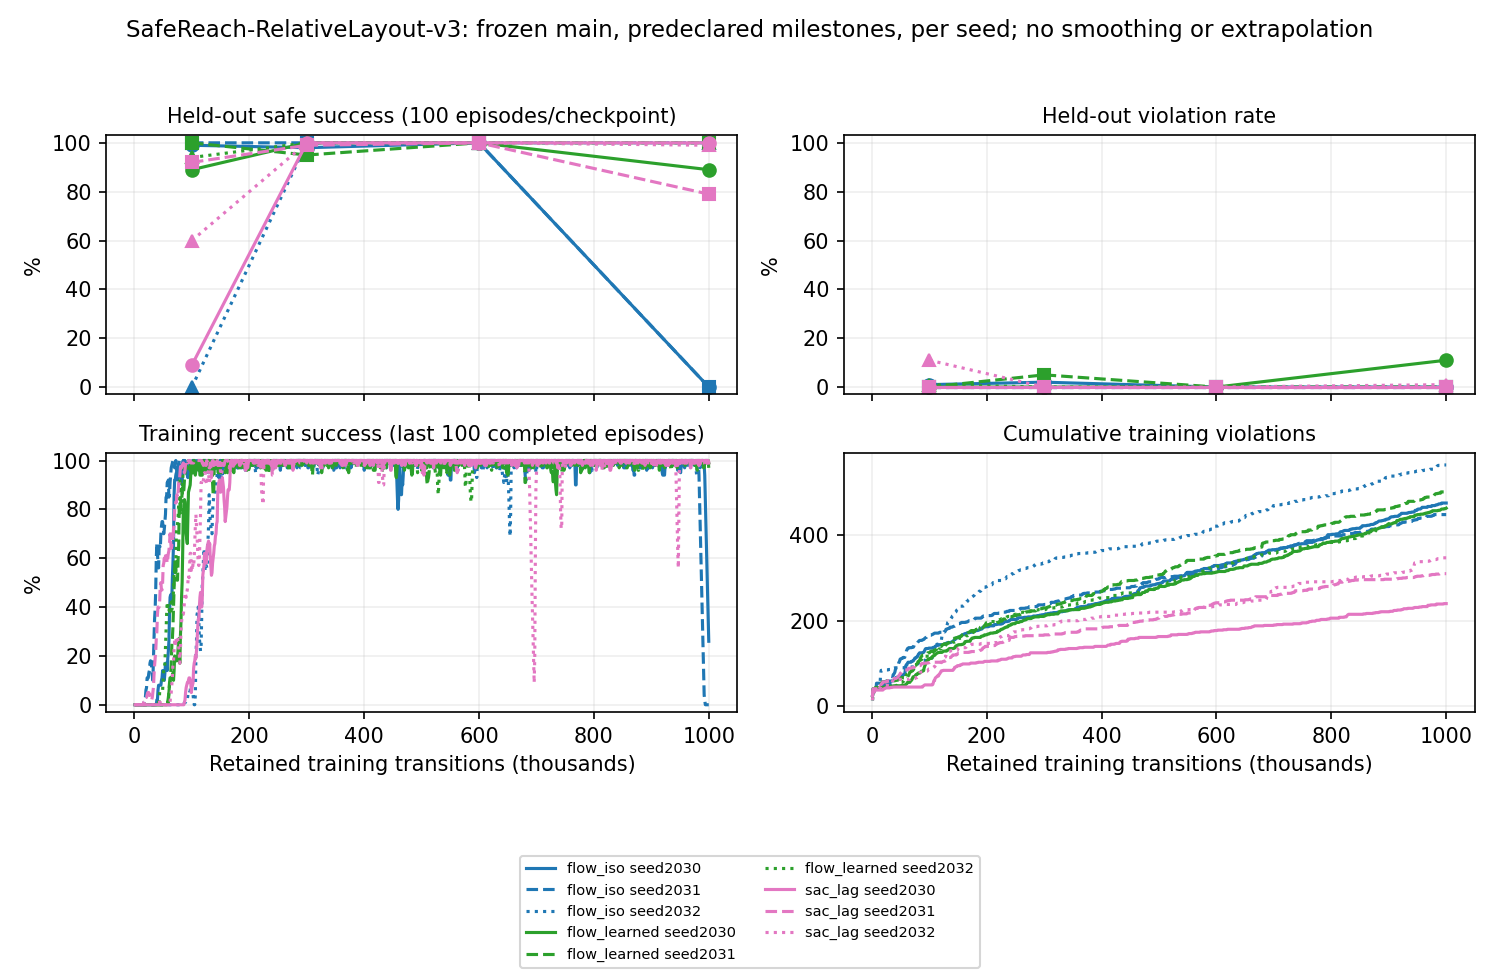 SafeReach-RelativeLayout-v3: frozen main, predeclared milestones, per seed; no smoothing or extrapolation
Held-out safe success (100 episodes/checkpoint)
%
100
80
60
40
20
0
Held-out violation rate
%
100
80
60
40
20
0
Training recent success (last 100 completed episodes)
%
100
80
60
40
20
0
0 200 400 600 800 1000
Retained training transitions (thousands)
Cumulative training violations
400
200
0
0 200 400 600 800 1000
Retained training transitions (thousands)
flow_iso seed2030
flow_iso seed2031
flow_iso seed2032
flow_learned seed2030
flow_learned seed2031
flow_learned seed2032
sac_lag seed2030
sac_lag seed2031
sac_lag seed2032